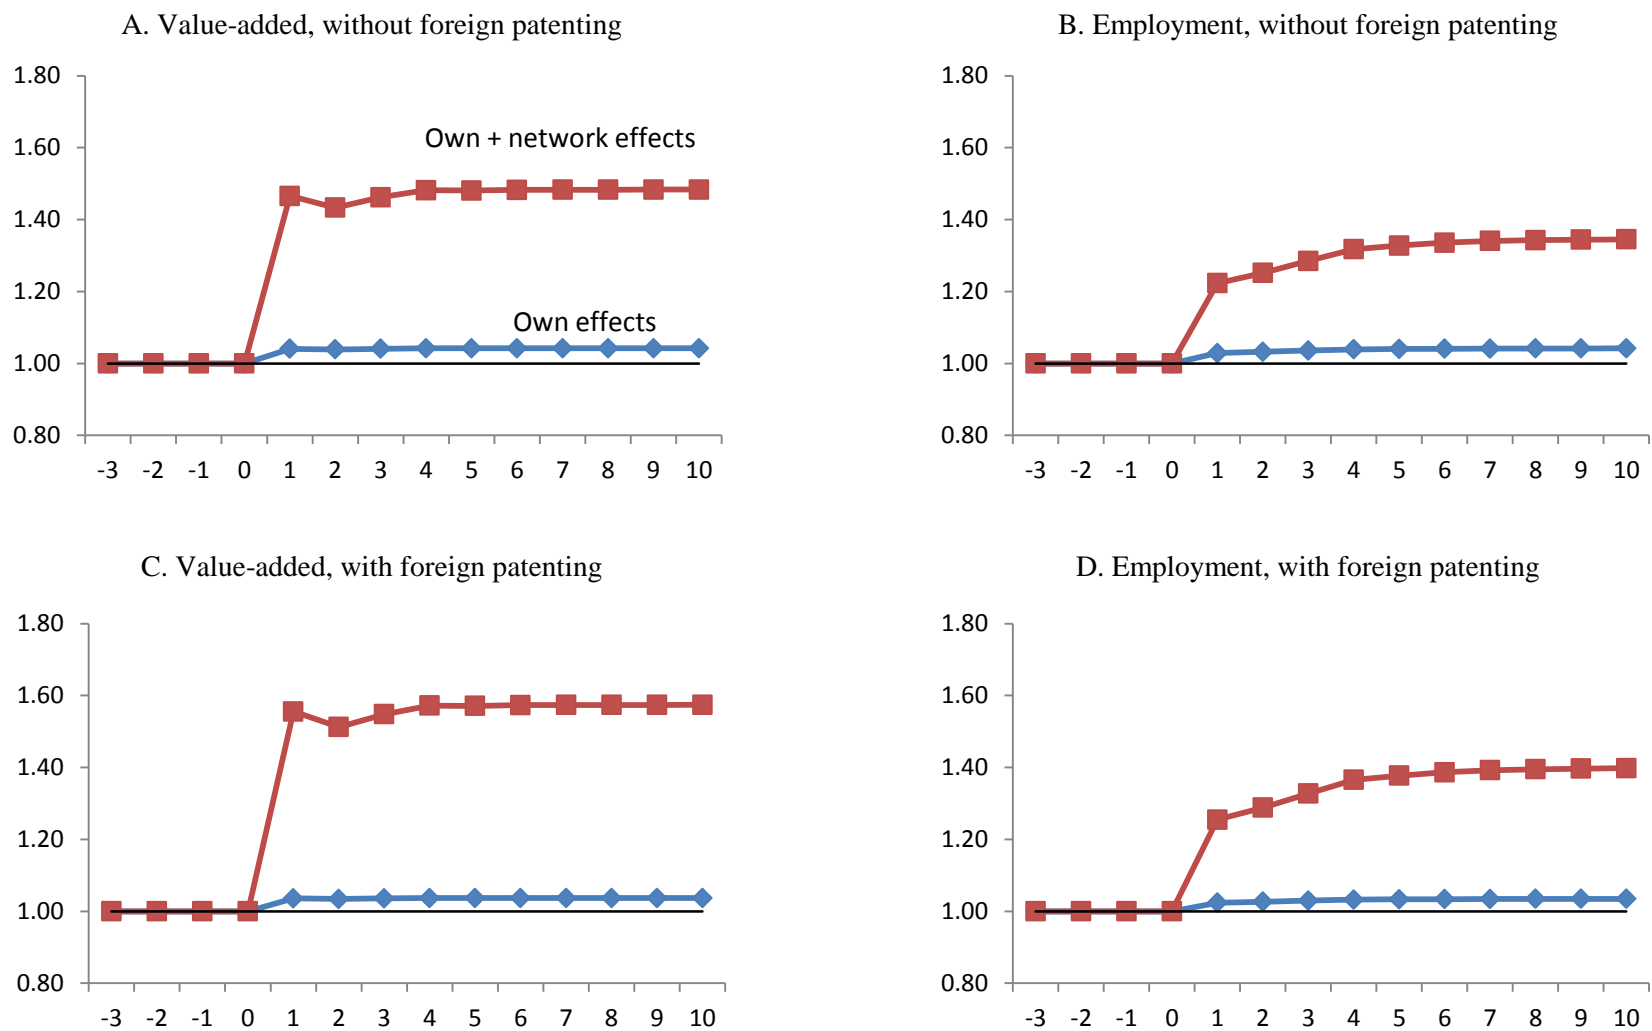 A. Value-added, without foreign patenting
1.80
1.60
1.40
1.20
1.00
0.80
Own + network effects
Own effects
-3 -2 -1 0 1 2 3 4 5 6 7 8 9 10
B. Employment, without foreign patenting
1.80
1.60
1.40
1.20
1.00
0.80
-3 -2 -1 0 1 2 3 4 5 6 7 8 9 10
C. Value-added, with foreign patenting
1.80
1.60
1.40
1.20
1.00
0.80
-3 -2 -1 0 1 2 3 4 5 6 7 8 9 10
D. Employment, with foreign patenting
1.80
1.60
1.40
1.20
1.00
0.80
-3 -2 -1 0 1 2 3 4 5 6 7 8 9 10